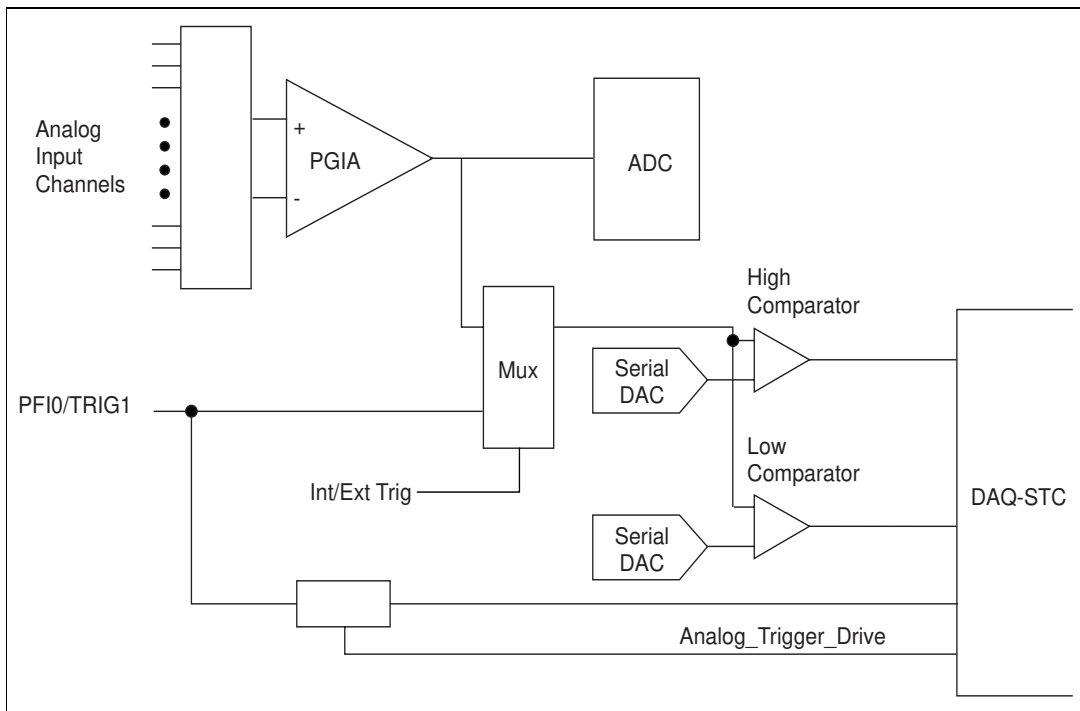 Analog
Input
Channels
+
PGIA
-
ADC
High
Comparator
Mux
Serial
DAC
PFI0/TRIG1
Low
Comparator
Int/Ext Trig
DAQ-STC
Serial
DAC
Analog_Trigger_Drive